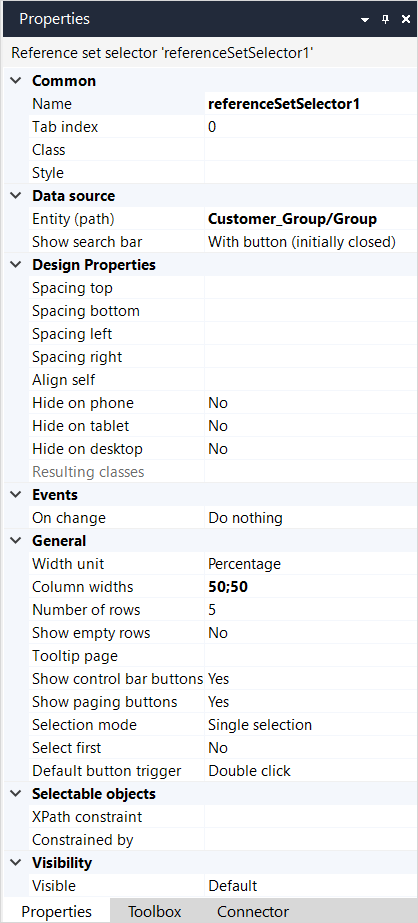 Properties
Reference set selector 'referenceSetSelector1'
Common
Name referenceSetSelector1
Tab index 0
Class
Style
Data source
Entity (path) Customer_Group/Group
Show search bar With button (initially closed)
Design Properties
Spacing top
Spacing bottom
Spacing left
Spacing right
Align self
Hide on phone No
Hide on tablet No
Hide on desktop No
Resulting classes
Events
On change Do nothing
General
Width unit Percentage
Column widths 50;50
Number of rows 5
Show empty rows No
Tooltip page
Show control bar buttons Yes
Show paging buttons Yes
Selection mode Single selection
Select first No
Default button trigger Double click
Selectable objects
XPath constraint
Constrained by
Visibility
Visible Default
Properties Toolbox Connector